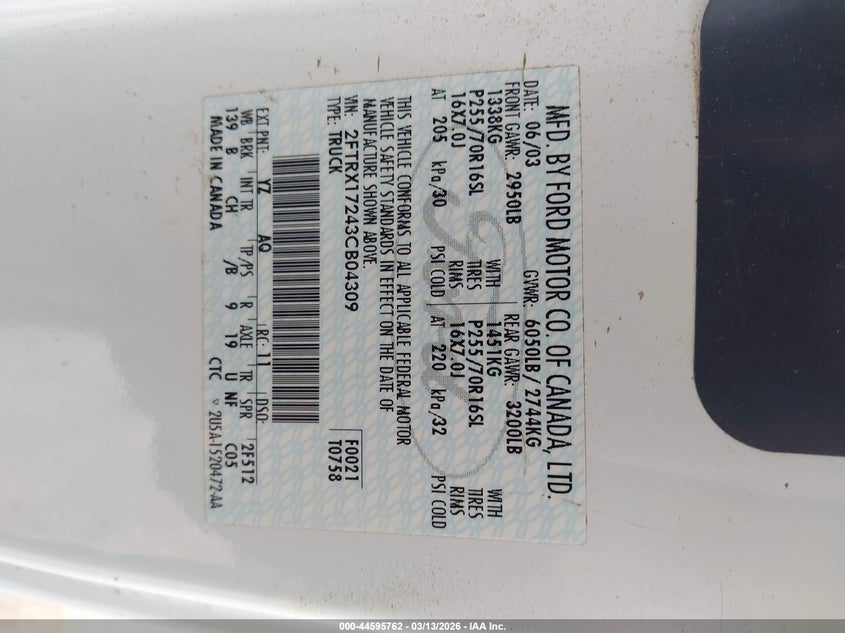 MFD. BY FORD MOTOR CO. OF CANADA, LTD.
DATE: 06/03 GVWR: 6050LB / 2744KG
FRONT GAWR: 2950LB REAR GAWR: 3200LB
1338KG WITH 1451KG WITH
P255/70R16SL TIRES P255/70R16SL TIRES
16X7.0J RIMS 16X7.0J RIMS
AT 205 kPa/30 PSI COLD AT 220 kPa/32 PSI COLD
THIS VEHICLE CONFORMS TO ALL APPLICABLE FEDERAL MOTOR
VEHICLE SAFETY STANDARDS IN EFFECT ON THE DATE OF
MANUFACTURE SHOWN ABOVE.
VIN: 2FTRX17243CB04309 F0021
TYPE: TRUCK T0758
EXT PNT: YZ AQ RC: 11 DSO:
WB BRK INT TR TP/PS R AXLE TR SPR 2F512
139 B CH /B 9 19 U NF C05
MADE IN CANADA CTC ▽ 2U5A-1520472-AA
000-44595762 - 03/13/2026 - IAA Inc.